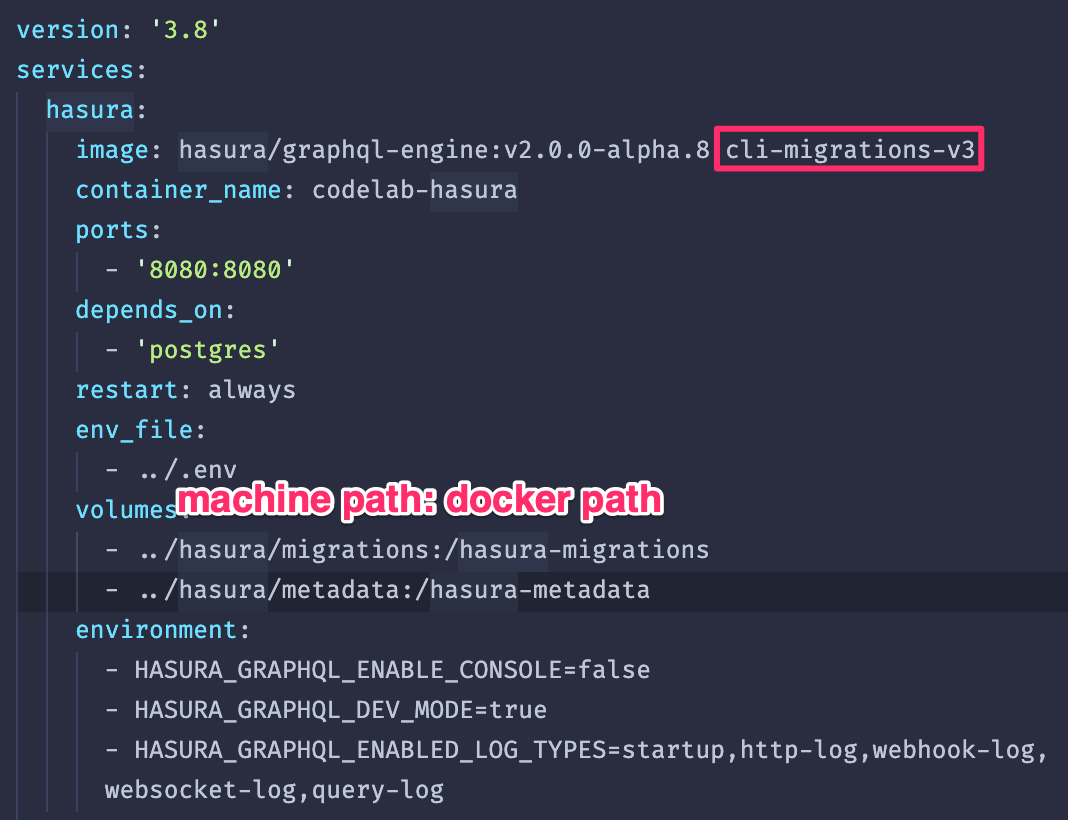 version: '3.8'
services:
hasura:
image: hasura/graphql-engine:v2.0.0-alpha.8 cli-migrations-v3
container_name: codelab-hasura
ports:
- '8080:8080'
depends_on:
- 'postgres'
restart: always
env_file:
- ../.env
machine path: docker path
volumes:
- ../hasura/migrations:/hasura-migrations
- ../hasura/metadata:/hasura-metadata
environment:
- HASURA_GRAPHQL_ENABLE_CONSOLE=false
- HASURA_GRAPHQL_DEV_MODE=true
- HASURA_GRAPHQL_ENABLED_LOG_TYPES=startup,http-log,webhook-log,
websocket-log,query-log